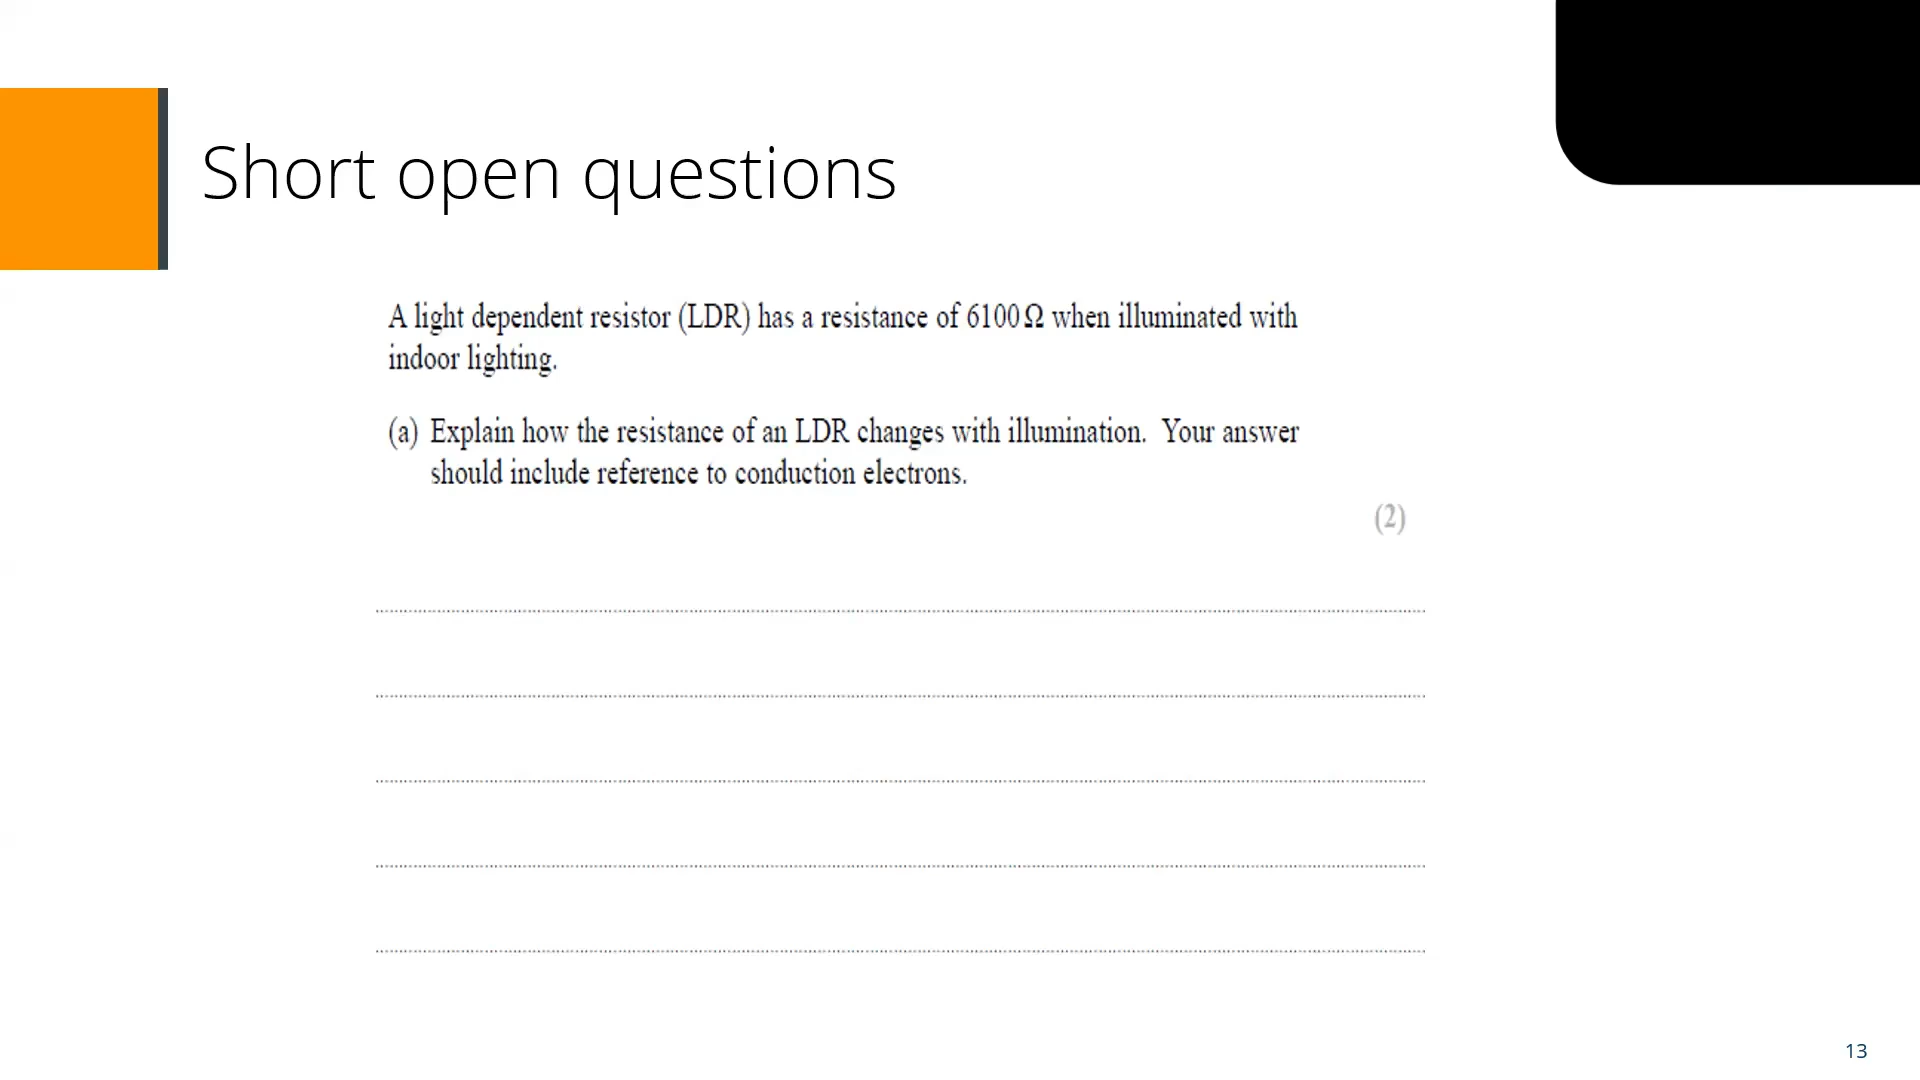 Short open questions
A light dependent resistor (LDR) has a resistance of 6100 Ω when illuminated with
indoor lighting.
(a) Explain how the resistance of an LDR changes with illumination. Your answer
should include reference to conduction electrons.
(2)
13